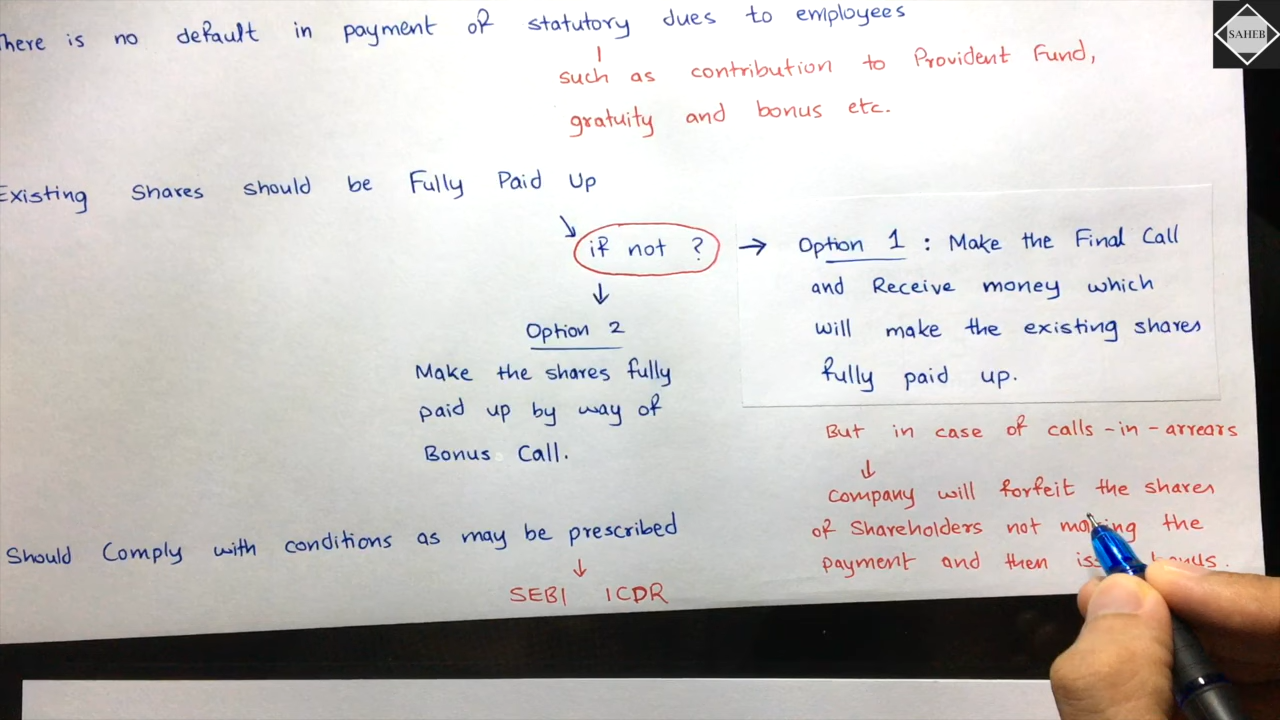 There is no default in payment of statutory dues to employees
such as contribution to Provident Fund,
gratuity and bonus etc.
Existing Shares should be Fully Paid Up
if not ?
Option 1 : Make the Final Call
and Receive money which
will make the existing shares
fully paid up.
But in case of calls-in-arrears
Company will forfeit the shares
of Shareholders not making the
payment and then bonus.
Option 2
Make the shares fully
paid up by way of
Bonus Call.
Should Comply with conditions as may be prescribed
SEBI ICDR
SAHEB